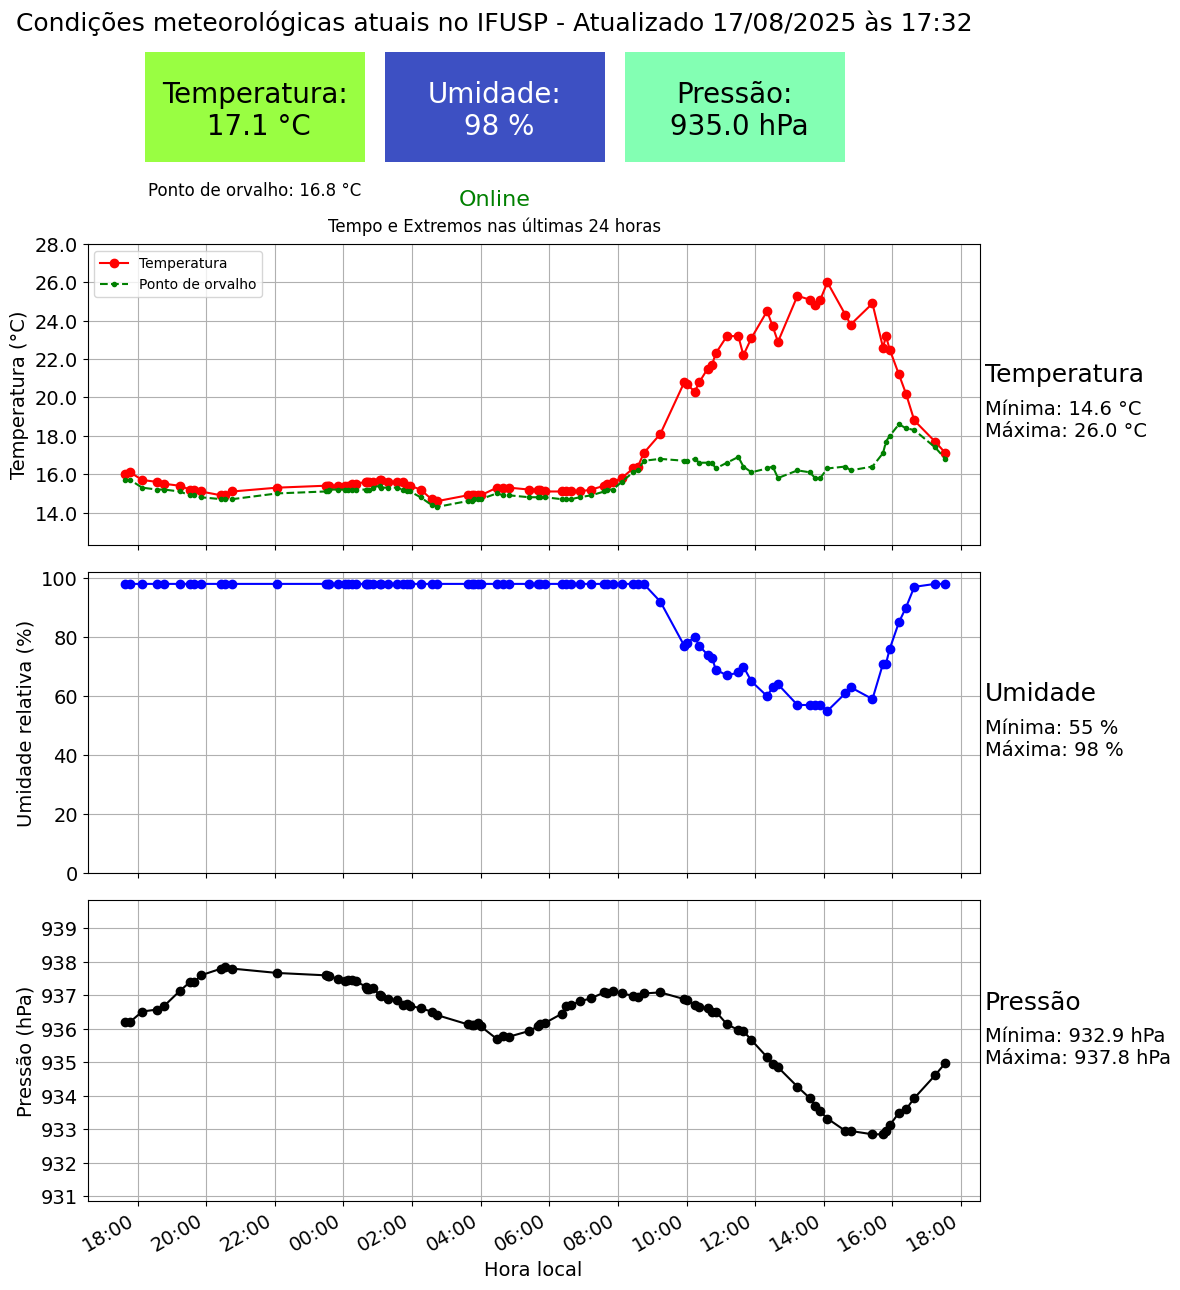 Condições meteorológicas atuais no IFUSP - Atualizado 17/08/2025 às 17:32
Temperatura:
17.1 °C
Umidade:
98 %
Pressão:
935.0 hPa
Ponto de orvalho: 16.8 °C
Online
Tempo e Extremos nas últimas 24 horas
Temperatura (°C)
28.0
26.0
24.0
22.0
20.0
18.0
16.0
14.0
Temperatura
Ponto de orvalho
Temperatura
Mínima: 14.6 °C
Máxima: 26.0 °C
Umidade relativa (%)
100
80
60
40
20
0
Umidade
Mínima: 55 %
Máxima: 98 %
Pressão (hPa)
939
938
937
936
935
934
933
932
931
Pressão
Mínima: 932.9 hPa
Máxima: 937.8 hPa
18:00
20:00
22:00
00:00
02:00
04:00
06:00
08:00
10:00
12:00
14:00
16:00
18:00
Hora local